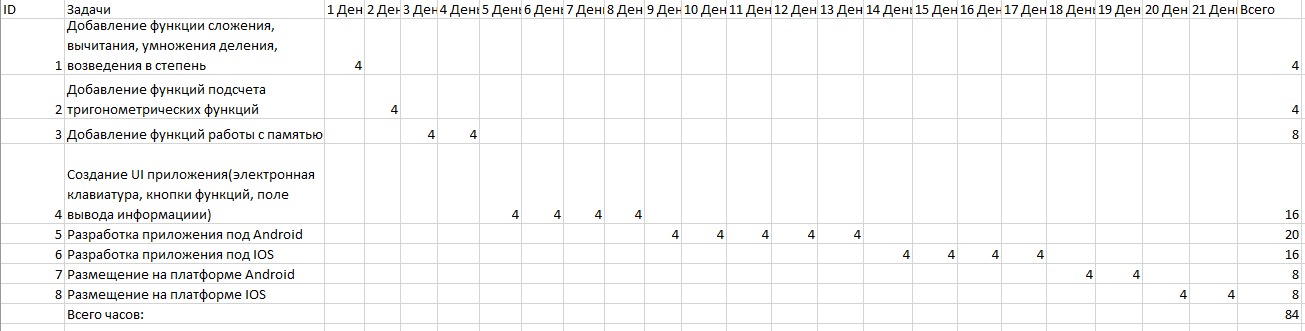 ID Задачи 1 Ден 2 Ден 3 Ден 4 Ден 5 Ден 6 Ден 7 Ден 8 Ден 9 Ден 10 Ден 11 Ден 12 Ден 13 Ден 14 Ден 15 Ден 16 Ден 17 Ден 18 День 19 Ден 20 Ден 21 День Всего
Добавление функции сложения,
вычитания, умножения деления,
1 возведения в степень 4 4
Добавление функций подсчета
2 тригонометрических функций 4 4
3 Добавление функций работы с памятью 4 4 8
Создание UI приложения(электронная
клавиатура, кнопки функций, поле
4 вывода информациии) 4 4 4 4 16
5 Разработка приложения под Android 4 4 4 4 4 20
6 Разработка приложения под IOS 4 4 4 4 16
7 Размещение на платформе Android 4 4 8
8 Размещение на платформе IOS 4 4 8
Всего часов: 84